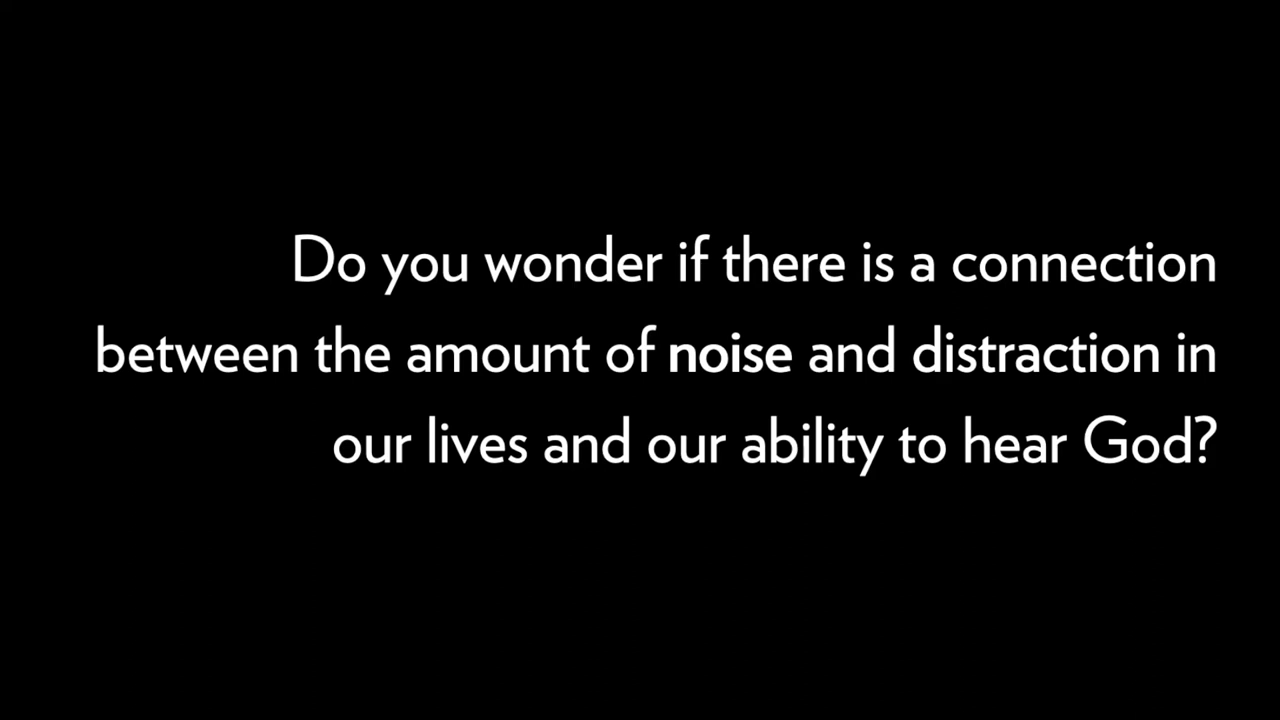 Do you wonder if there is a connection
between the amount of noise and distraction in
our lives and our ability to hear God?